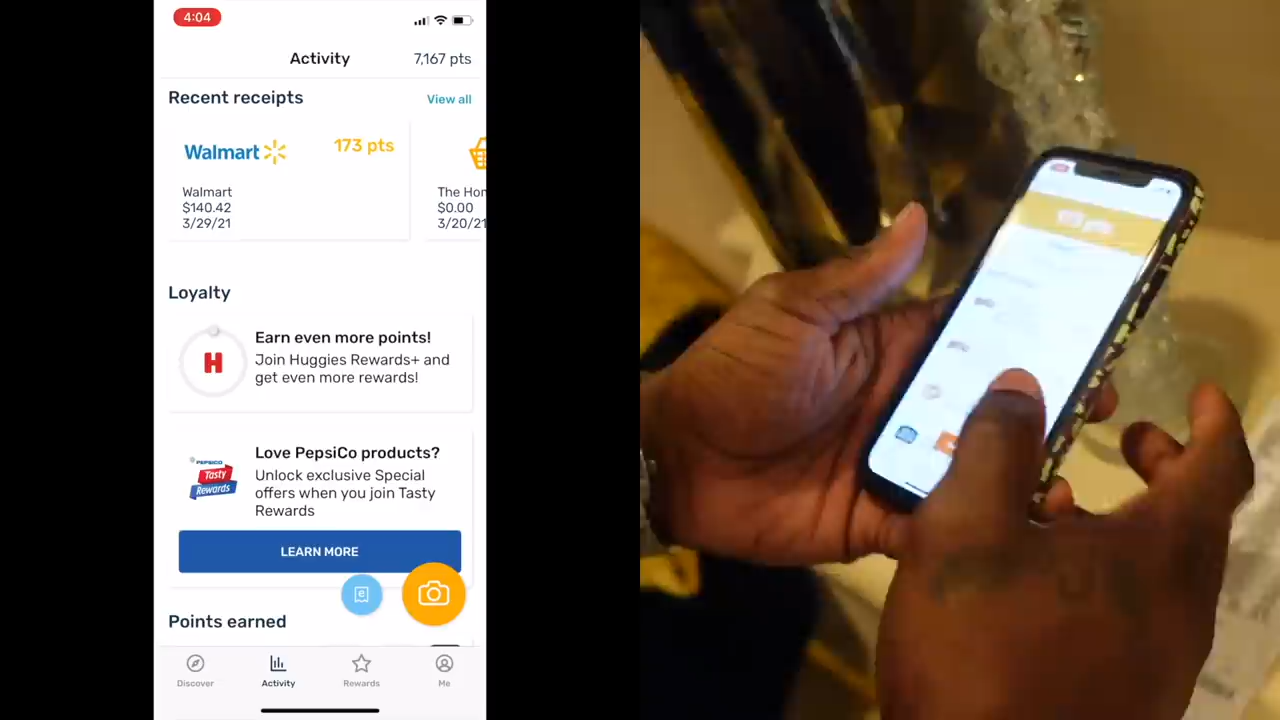 4:04
Activity
7,167 pts
Recent receipts
View all
Walmart
173 pts
Walmart
$140.42
3/29/21
The Hom
$0.00
3/20/21
Loyalty
H
Earn even more points!
Join Huggies Rewards+ and
get even more rewards!
PEPSICO
Tasty
Rewards
Love PepsiCo products?
Unlock exclusive Special
offers when you join Tasty
Rewards
LEARN MORE
e
Points earned
Discover
Activity
Rewards
Me